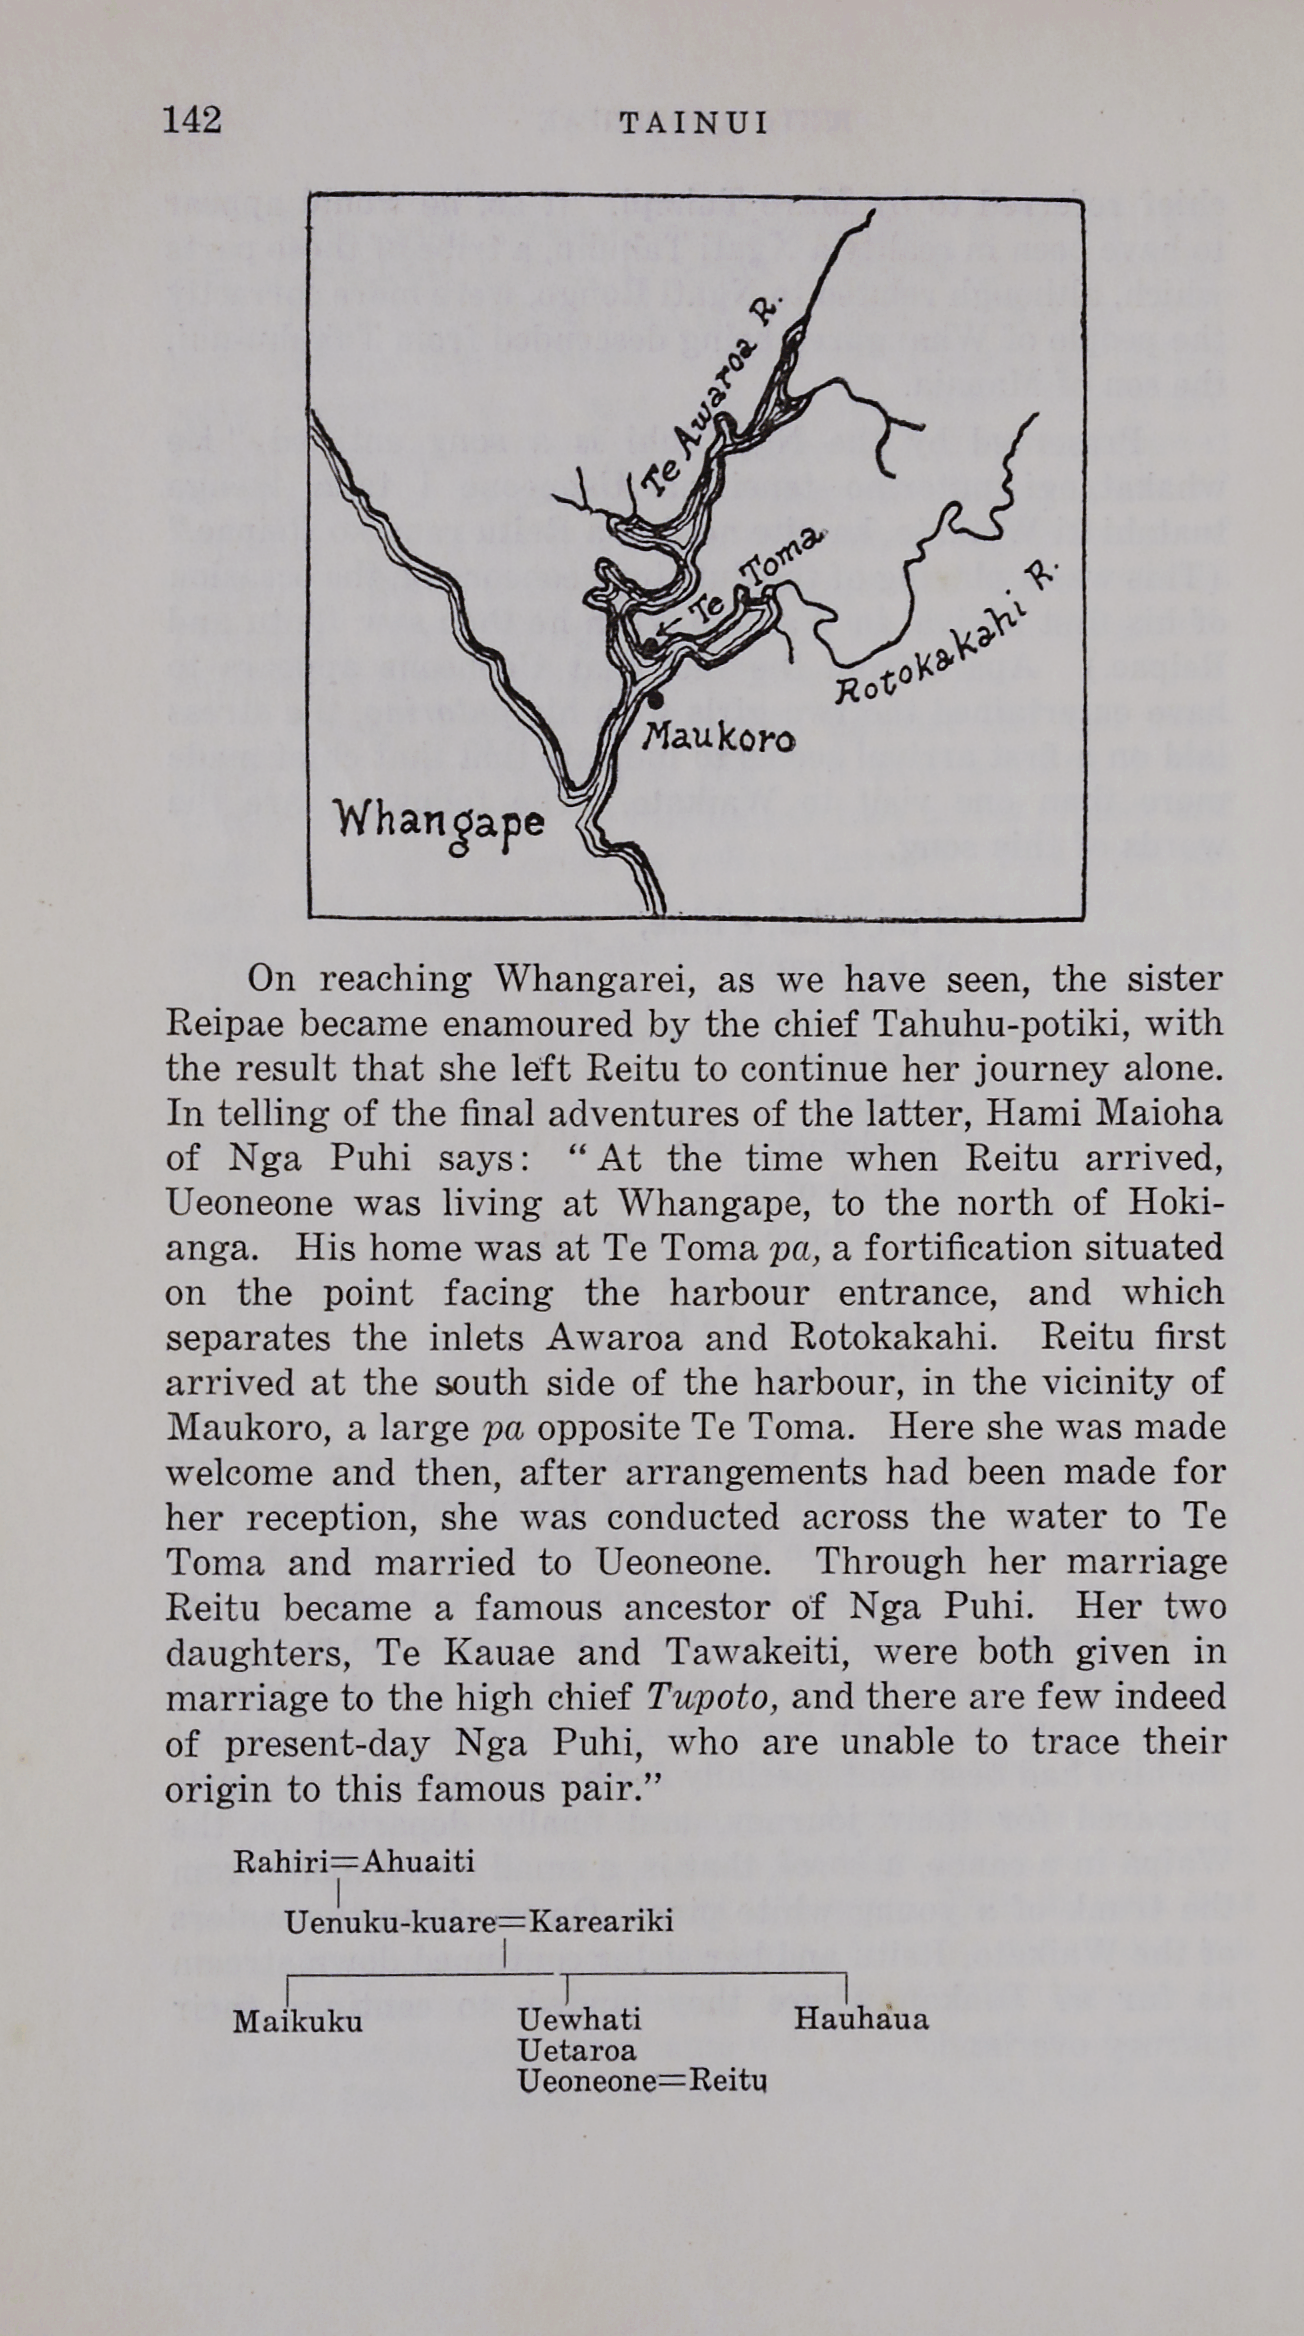 142
TAINUI
Te Awaroa R.
Te Toma
Rotokakahi R.
Maukoro
Whangape
On reaching Whangarei, as we have seen, the sister
Reipae became enamoured by the chief Tahuhu-potiki, with
the result that she left Reitu to continue her journey alone.
In telling of the final adventures of the latter, Hami Maioha
of Nga Puhi says: “At the time when Reitu arrived,
Ueoneone was living at Whangape, to the north of Hoki-
anga. His home was at Te Toma pa, a fortification situated
on the point facing the harbour entrance, and which
separates the inlets Awaroa and Rotokakahi. Reitu first
arrived at the south side of the harbour, in the vicinity of
Maukoro, a large pa opposite Te Toma. Here she was made
welcome and then, after arrangements had been made for
her reception, she was conducted across the water to Te
Toma and married to Ueoneone. Through her marriage
Reitu became a famous ancestor of Nga Puhi. Her two
daughters, Te Kauae and Tawakeiti, were both given in
marriage to the high chief Tupoto, and there are few indeed
of present-day Nga Puhi, who are unable to trace their
origin to this famous pair.”
Rahiri=Ahuaiti
Uenuku-kuare=Kareariki
Maikuku Uewhati Hauhaua
Uetaroa
Ueoneone=Reitu